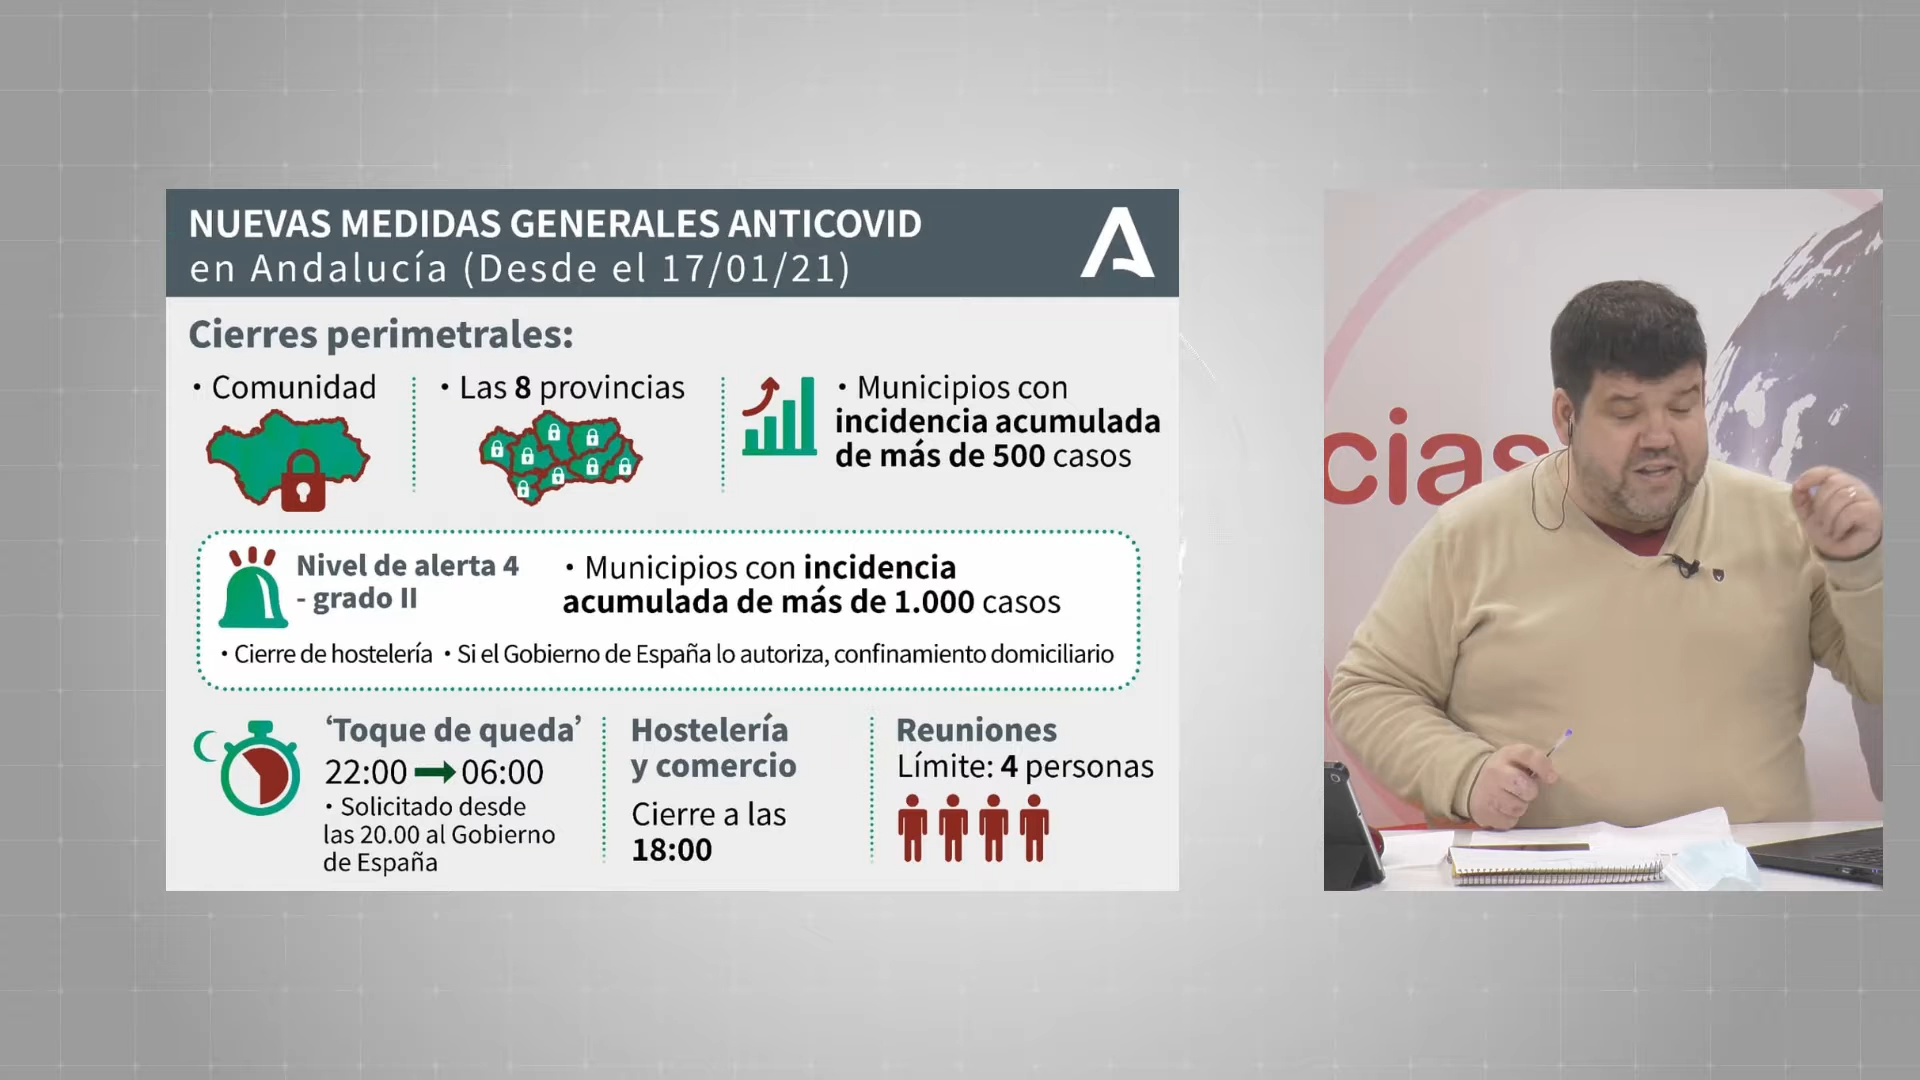 NUEVAS MEDIDAS GENERALES ANTICOVID
en Andalucía (Desde el 17/01/21)
Cierres perimetrales:
• Comunidad
• Las 8 provincias
• Municipios con
incidencia acumulada
de más de 500 casos
Nivel de alerta 4
- grado II
• Municipios con incidencia
acumulada de más de 1.000 casos
• Cierre de hostelería • Si el Gobierno de España lo autoriza, confinamiento domiciliario
‘Toque de queda’
22:00 → 06:00
• Solicitado desde
las 20.00 al Gobierno
de España
Hostelería
y comercio
Cierre a las
18:00
Reuniones
Límite: 4 personas
cias